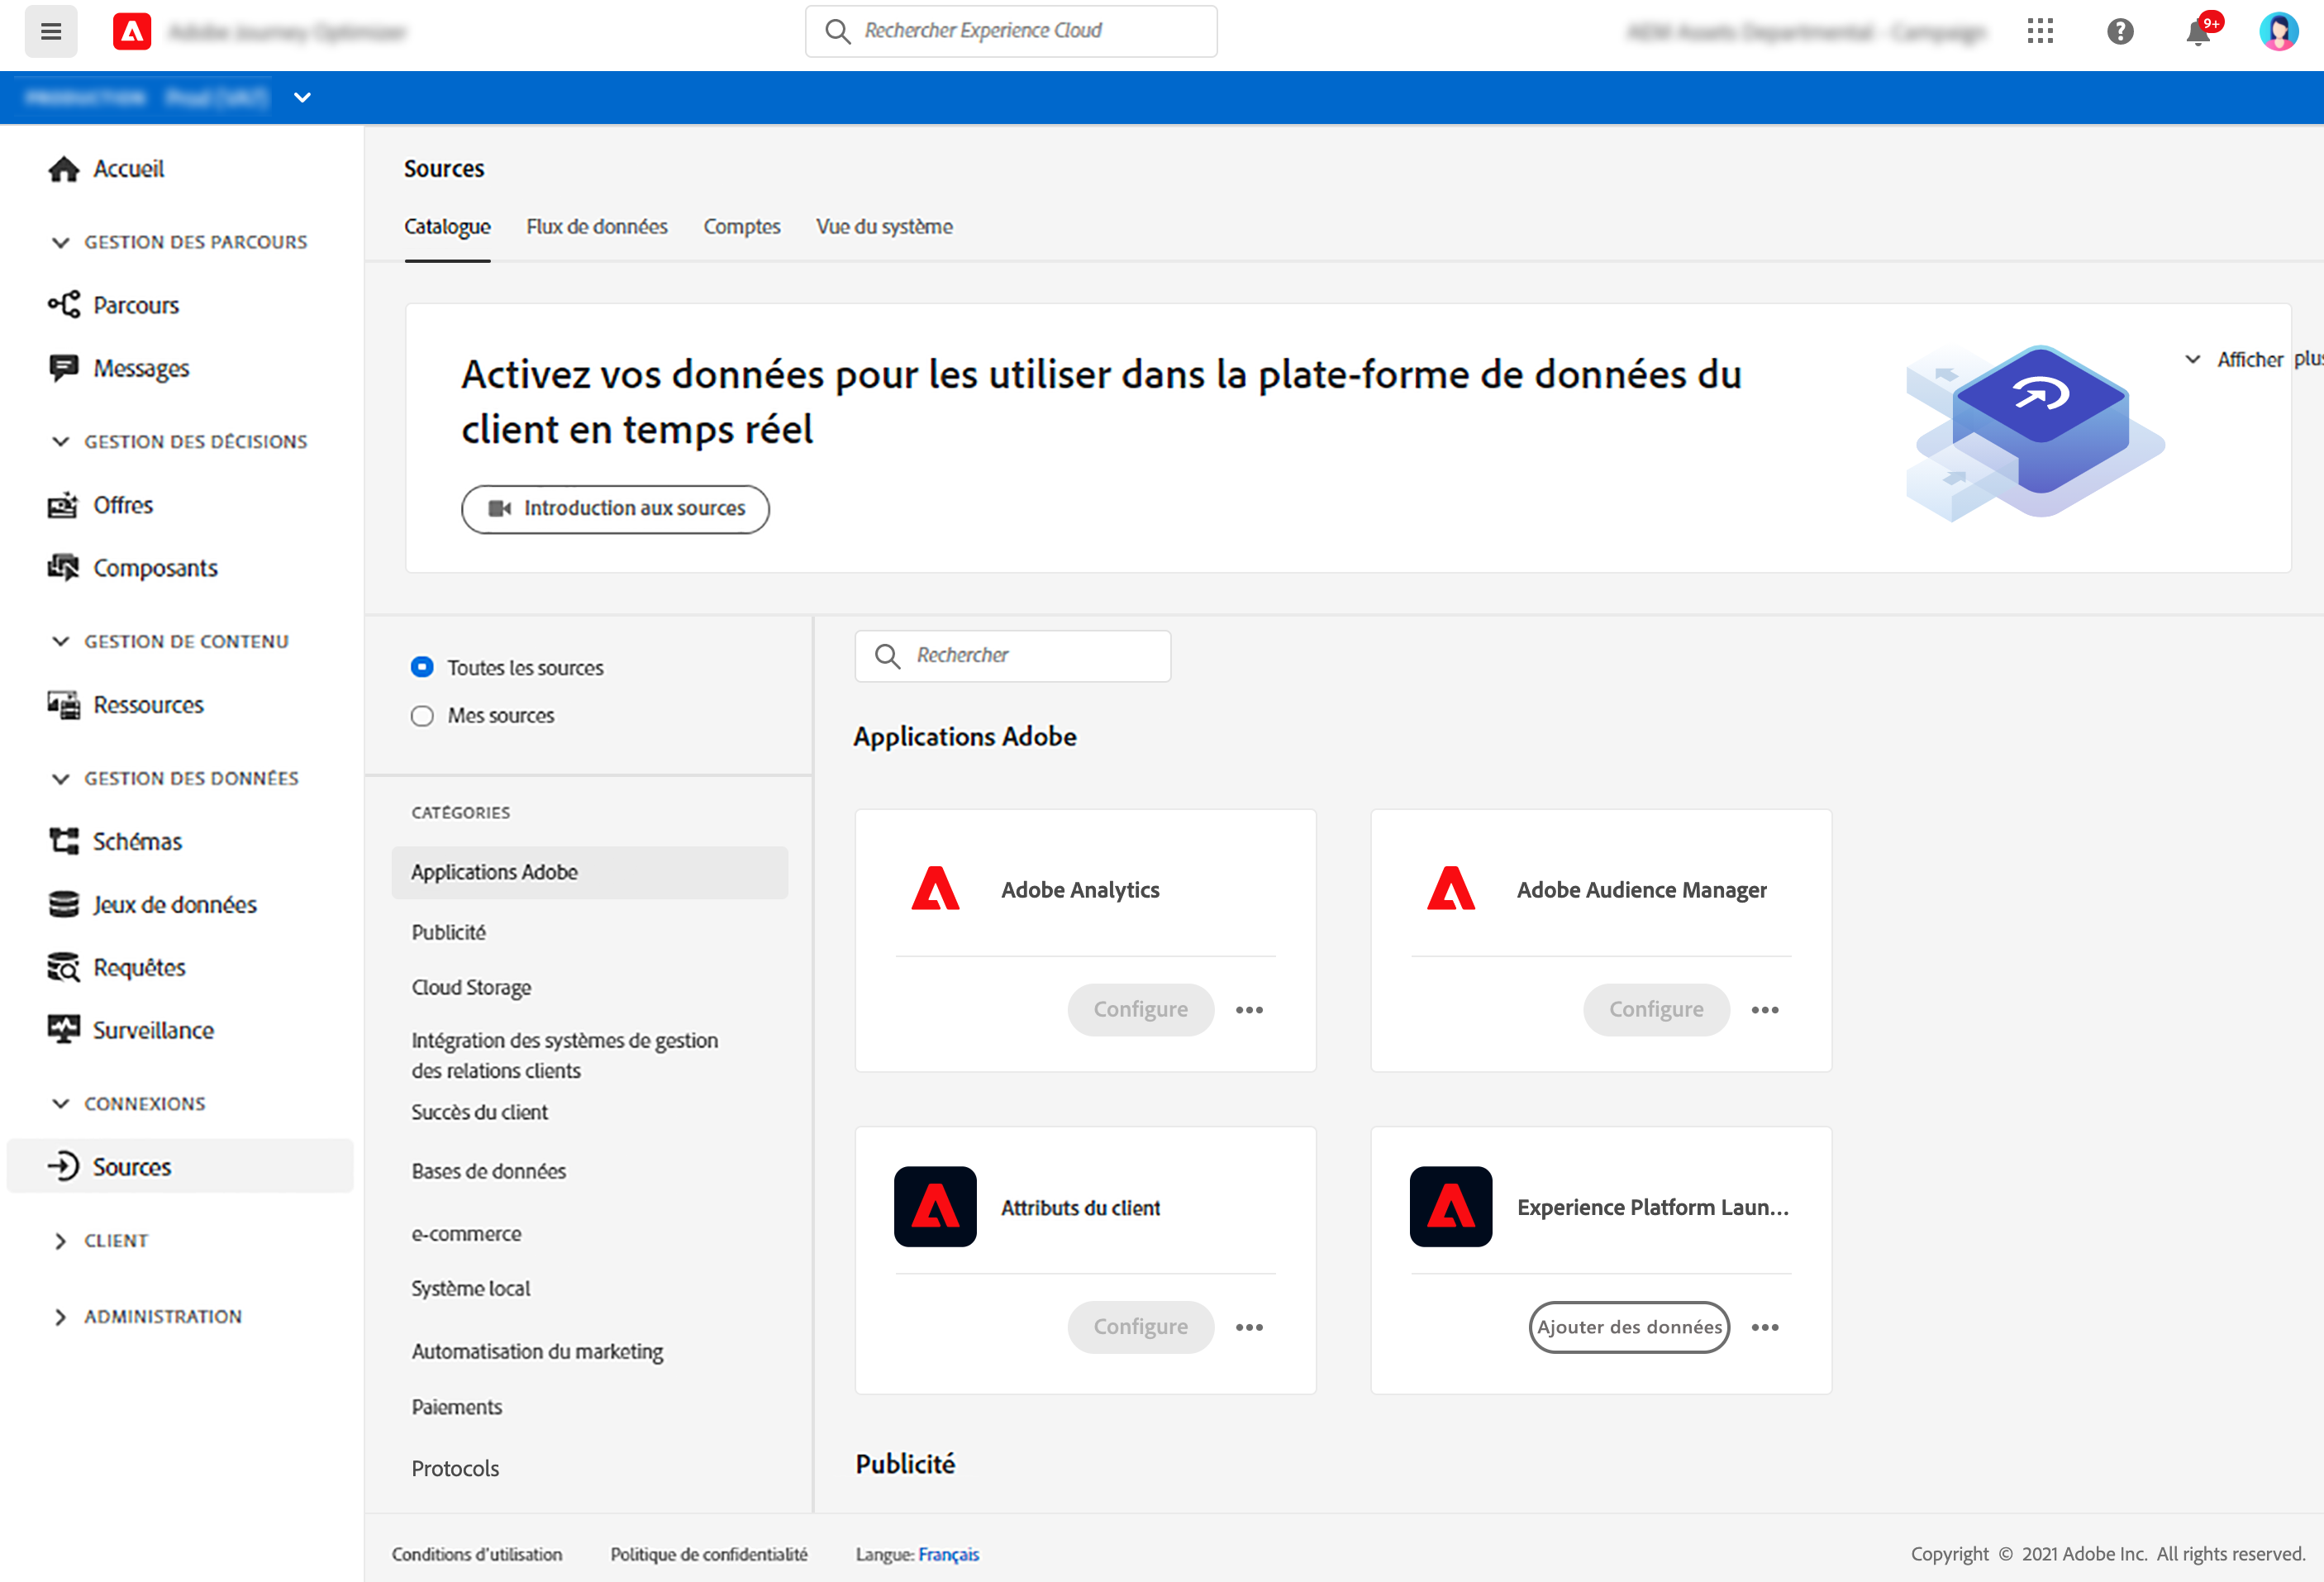 Rechercher Experience Cloud
9+
Accueil
GESTION DES PARCOURS
Parcours
Messages
GESTION DES DÉCISIONS
Offres
Composants
GESTION DE CONTENU
Ressources
GESTION DES DONNÉES
Schémas
Jeux de données
Requêtes
Surveillance
CONNEXIONS
Sources
CLIENT
ADMINISTRATION
Sources
Catalogue Flux de données Comptes Vue du système
Activez vos données pour les utiliser dans la plate-forme de données du
client en temps réel
Introduction aux sources
Afficher
Toutes les sources
Mes sources
CATÉGORIES
Applications Adobe
Publicité
Cloud Storage
Intégration des systèmes de gestion
des relations clients
Succès du client
Bases de données
e-commerce
Système local
Automatisation du marketing
Paiements
Protocols
Rechercher
Applications Adobe
Adobe Analytics
Configure
Adobe Audience Manager
Configure
Attributs du client
Configure
Experience Platform Laun...
Ajouter des données
Publicité
Conditions d'utilisation Politique de confidentialité Langue: Français Copyright © 2021 Adobe Inc. All rights reserved.